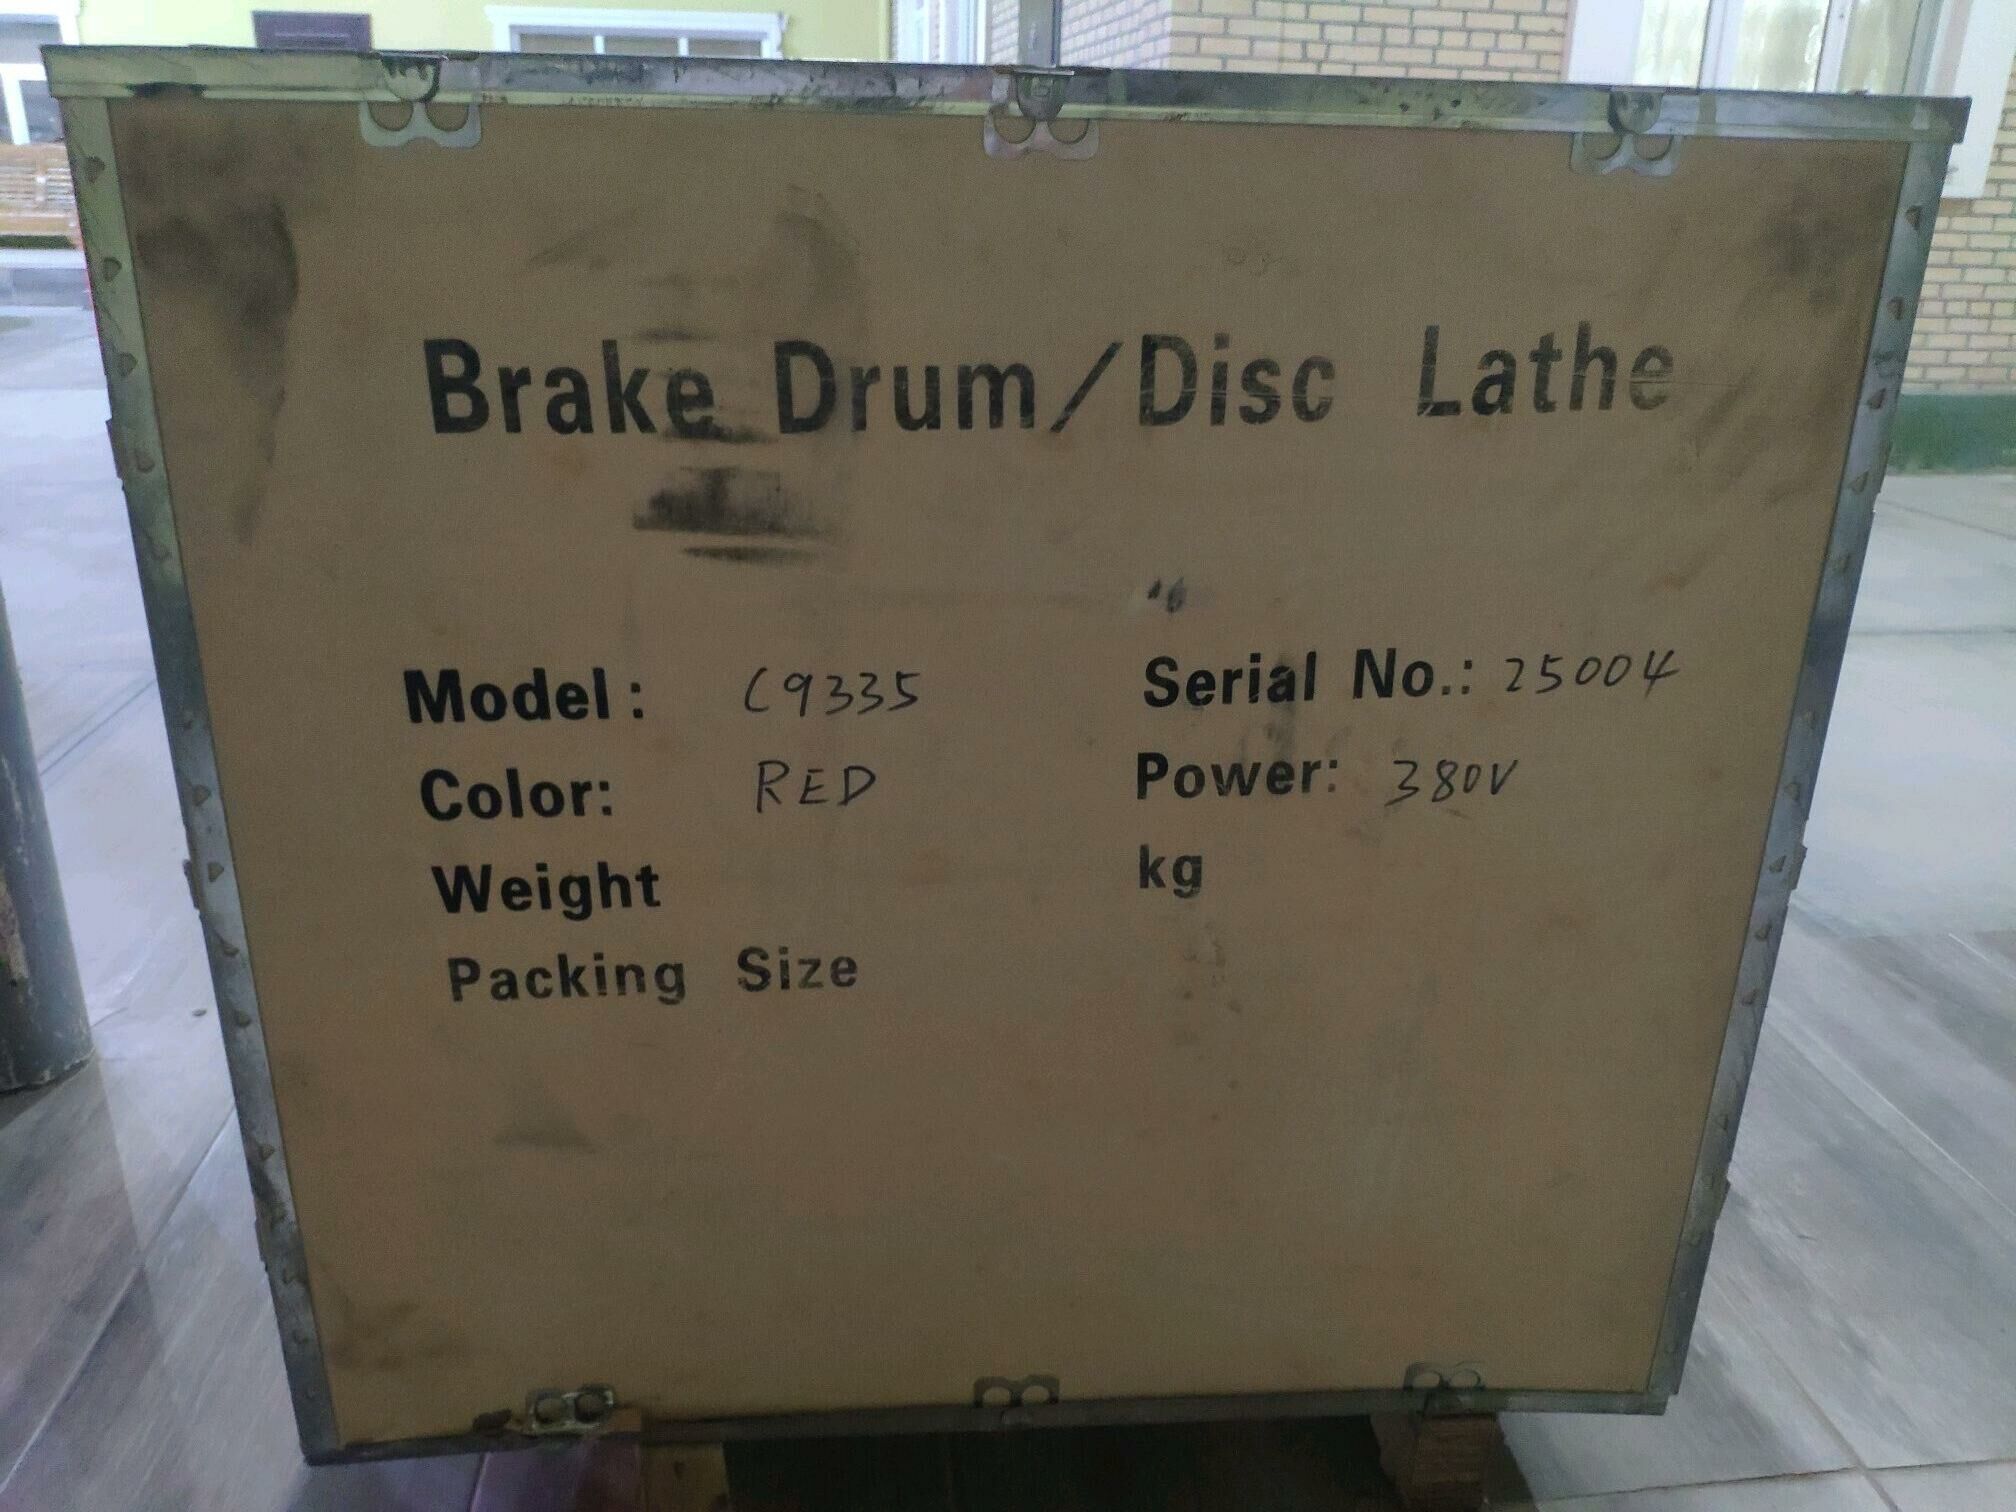 Brake Drum/Disc Lathe
Model: C9335 Serial No.: 25004
Color: RED Power: 380V
Weight kg
Packing Size